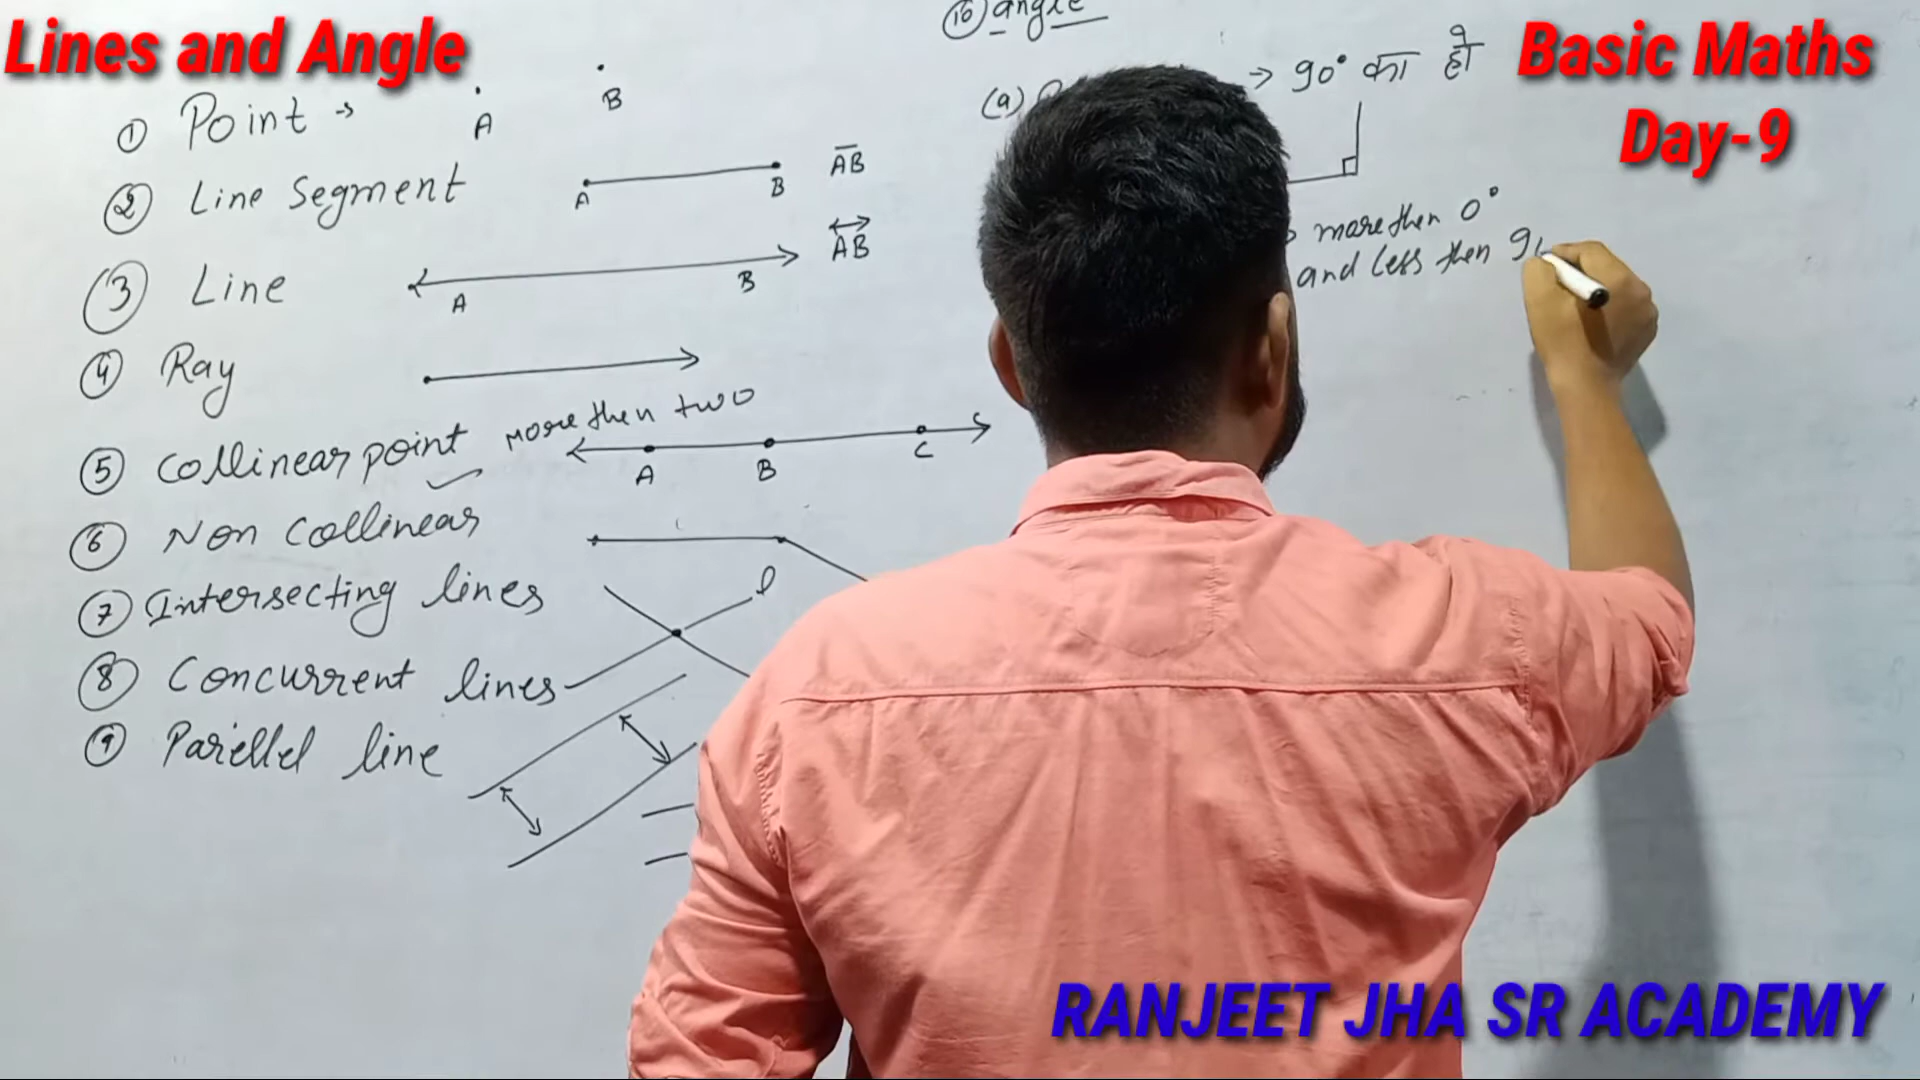 Lines and Angle
Basic Maths
Day-9
① Point →
A
B
② Line Segment
A
B
AB
③ Line
A
B
AB
④ Ray
⑤ Collinear point
more then two
A
B
C
⑥ Non Collinear
⑦ Intersecting lines
l
⑧ Concurrent lines
⑨ Parellel line
⑩ angle
(a)
→ 90° का हो
more then 0°
and less then 9
RANJEET JHA SR ACADEMY